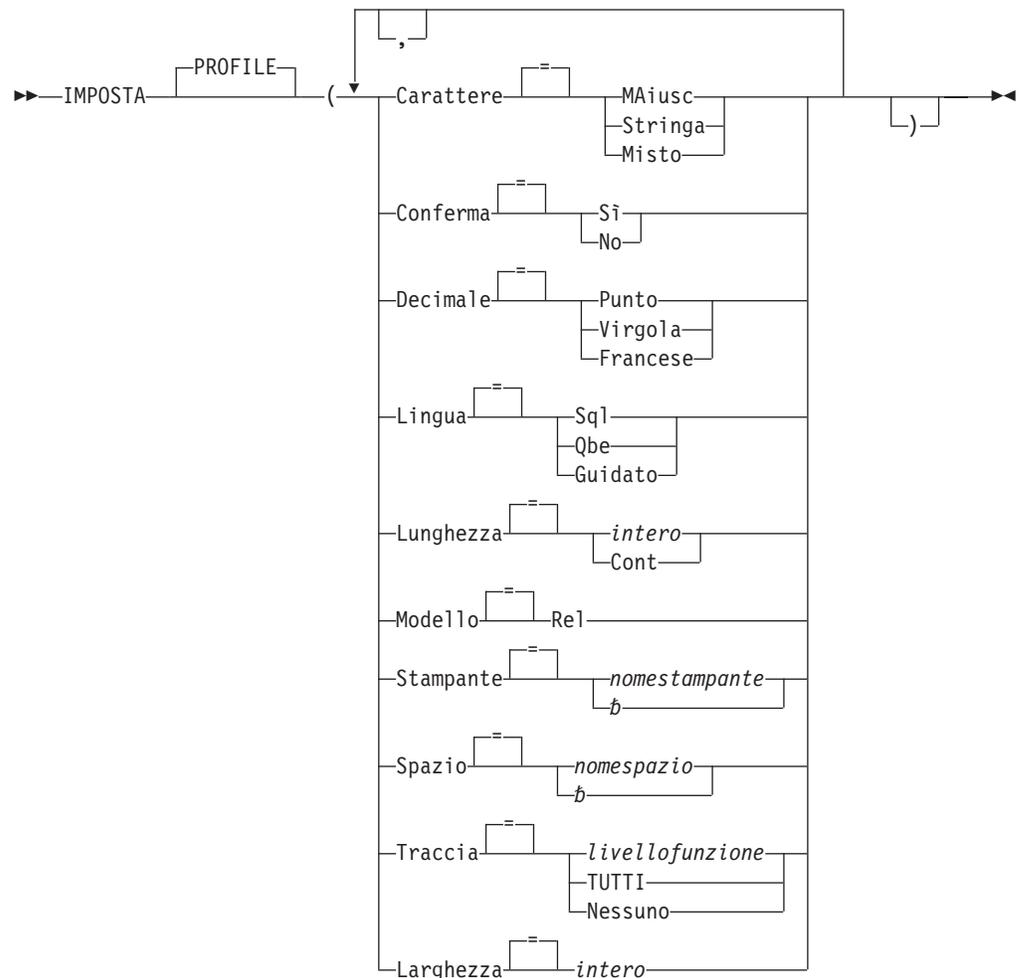 ,
PROFILE
IMPOSTA ( Carattere = MAiusc )
Stringa
Misto
Conferma = Sì
No
Decimale = Punto
Virgola
Francese
Lingua = Sql
Qbe
Guidato
Lunghezza = intero
Cont
Modello = Rel
Stampante = nomestampante
ƀ
Spazio = nomespazio
ƀ
Traccia = livellofunzione
TUTTI
Nessuno
Larghezza = intero